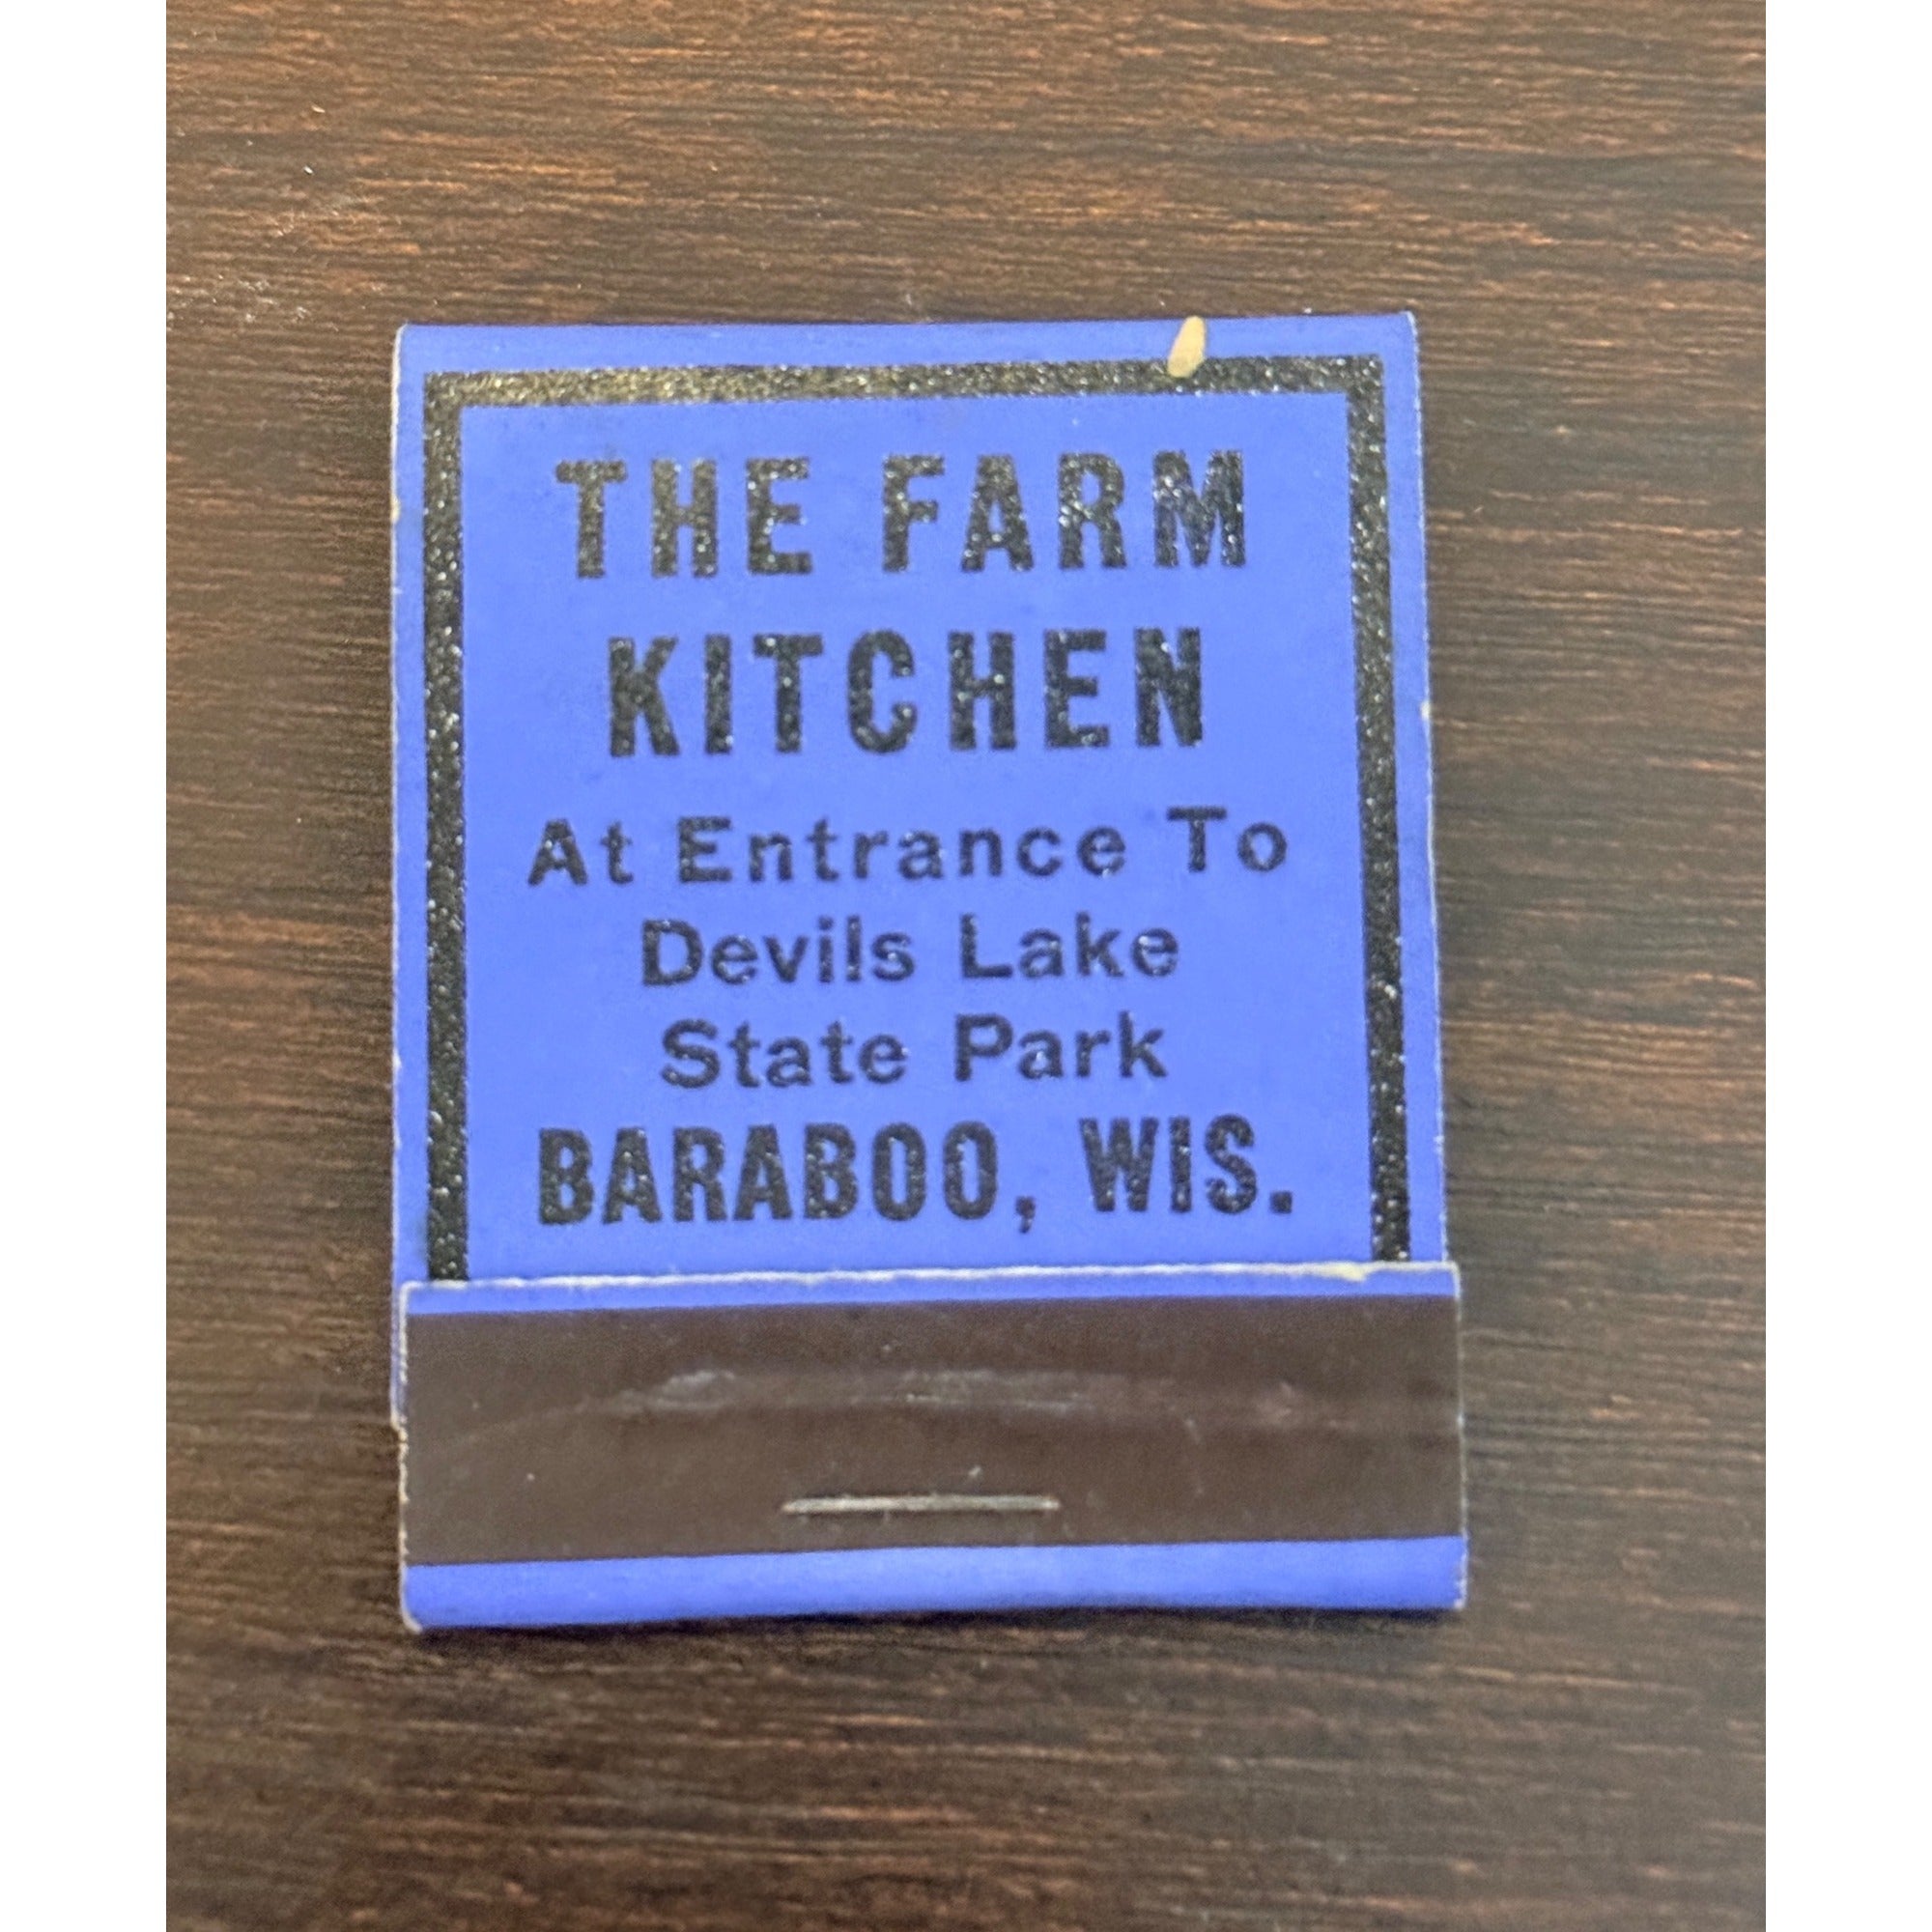 THE FARM
KITCHEN
At Entrance To
Devils Lake
State Park
BARABOO, WIS.